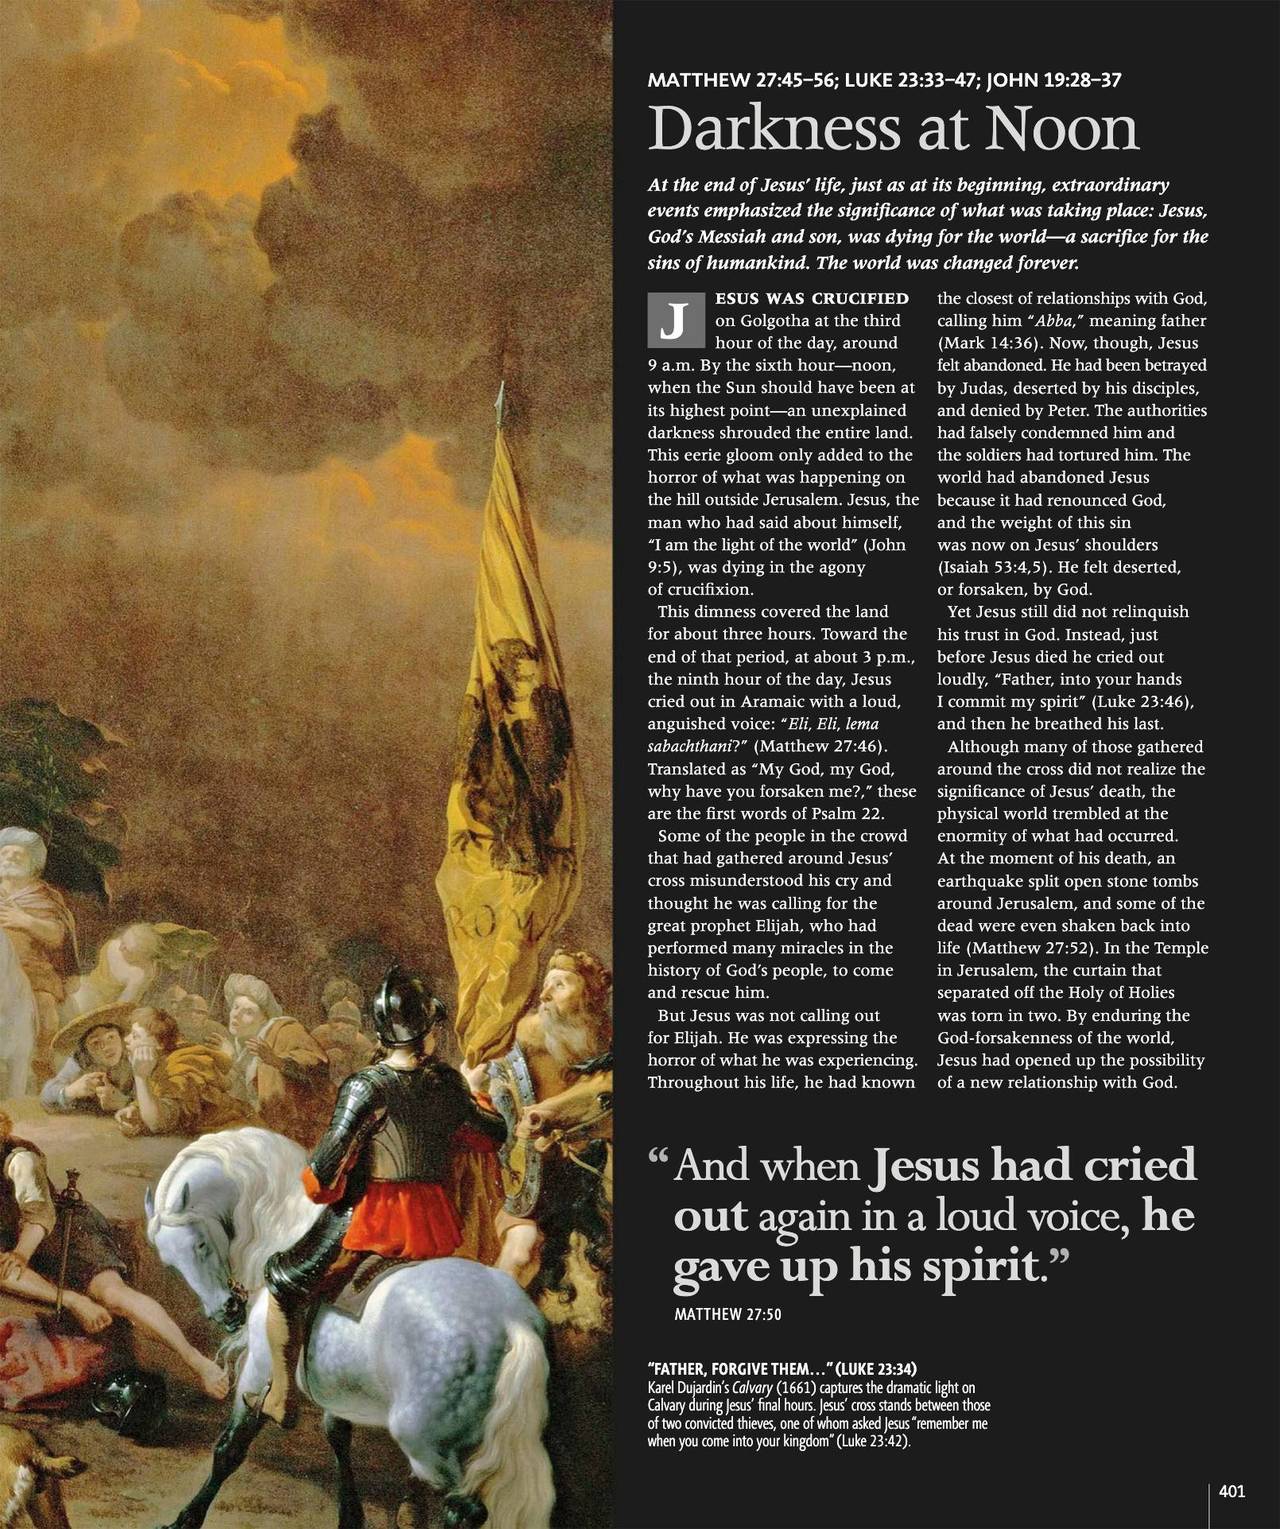 MATTHEW 27:45–56; LUKE 23:33–47; JOHN 19:28–37
Darkness at Noon
At the end of Jesus' life, just as at its beginning, extraordinary
events emphasized the significance of what was taking place: Jesus,
God's Messiah and son, was dying for the world—a sacrifice for the
sins of humankind. The world was changed forever.
JESUS WAS CRUCIFIED
on Golgotha at the third
hour of the day, around
9 a.m. By the sixth hour—noon,
when the Sun should have been at
its highest point—an unexplained
darkness shrouded the entire land.
This eerie gloom only added to the
horror of what was happening on
the hill outside Jerusalem. Jesus, the
man who had said about himself,
“I am the light of the world” (John
9:5), was dying in the agony
of crucifixion.
This dimness covered the land
for about three hours. Toward the
end of that period, at about 3 p.m.,
the ninth hour of the day, Jesus
cried out in Aramaic with a loud,
anguished voice: “Eli, Eli, lema
sabachthani?” (Matthew 27:46).
Translated as “My God, my God,
why have you forsaken me?,” these
are the first words of Psalm 22.
Some of the people in the crowd
that had gathered around Jesus'
cross misunderstood his cry and
thought he was calling for the
great prophet Elijah, who had
performed many miracles in the
history of God's people, to come
and rescue him.
But Jesus was not calling out
for Elijah. He was expressing the
horror of what he was experiencing.
Throughout his life, he had known
the closest of relationships with God,
calling him “Abba,” meaning father
(Mark 14:36). Now, though, Jesus
felt abandoned. He had been betrayed
by Judas, deserted by his disciples,
and denied by Peter. The authorities
had falsely condemned him and
the soldiers had tortured him. The
world had abandoned Jesus
because it had renounced God,
and the weight of this sin
was now on Jesus' shoulders
(Isaiah 53:4,5). He felt deserted,
or forsaken, by God.
Yet Jesus still did not relinquish
his trust in God. Instead, just
before Jesus died he cried out
loudly, “Father, into your hands
I commit my spirit” (Luke 23:46),
and then he breathed his last.
Although many of those gathered
around the cross did not realize the
significance of Jesus' death, the
physical world trembled at the
enormity of what had occurred.
At the moment of his death, an
earthquake split open stone tombs
around Jerusalem, and some of the
dead were even shaken back into
life (Matthew 27:52). In the Temple
in Jerusalem, the curtain that
separated off the Holy of Holies
was torn in two. By enduring the
God-forsakenness of the world,
Jesus had opened up the possibility
of a new relationship with God.
“And when Jesus had cried
out again in a loud voice, he
gave up his spirit.”
MATTHEW 27:50
“FATHER, FORGIVE THEM…” (LUKE 23:34)
Karel Dujardin's Calvary (1661) captures the dramatic light on
Calvary during Jesus' final hours. Jesus' cross stands between those
of two convicted thieves, one of whom asked Jesus “remember me
when you come into your kingdom” (Luke 23:42).
401